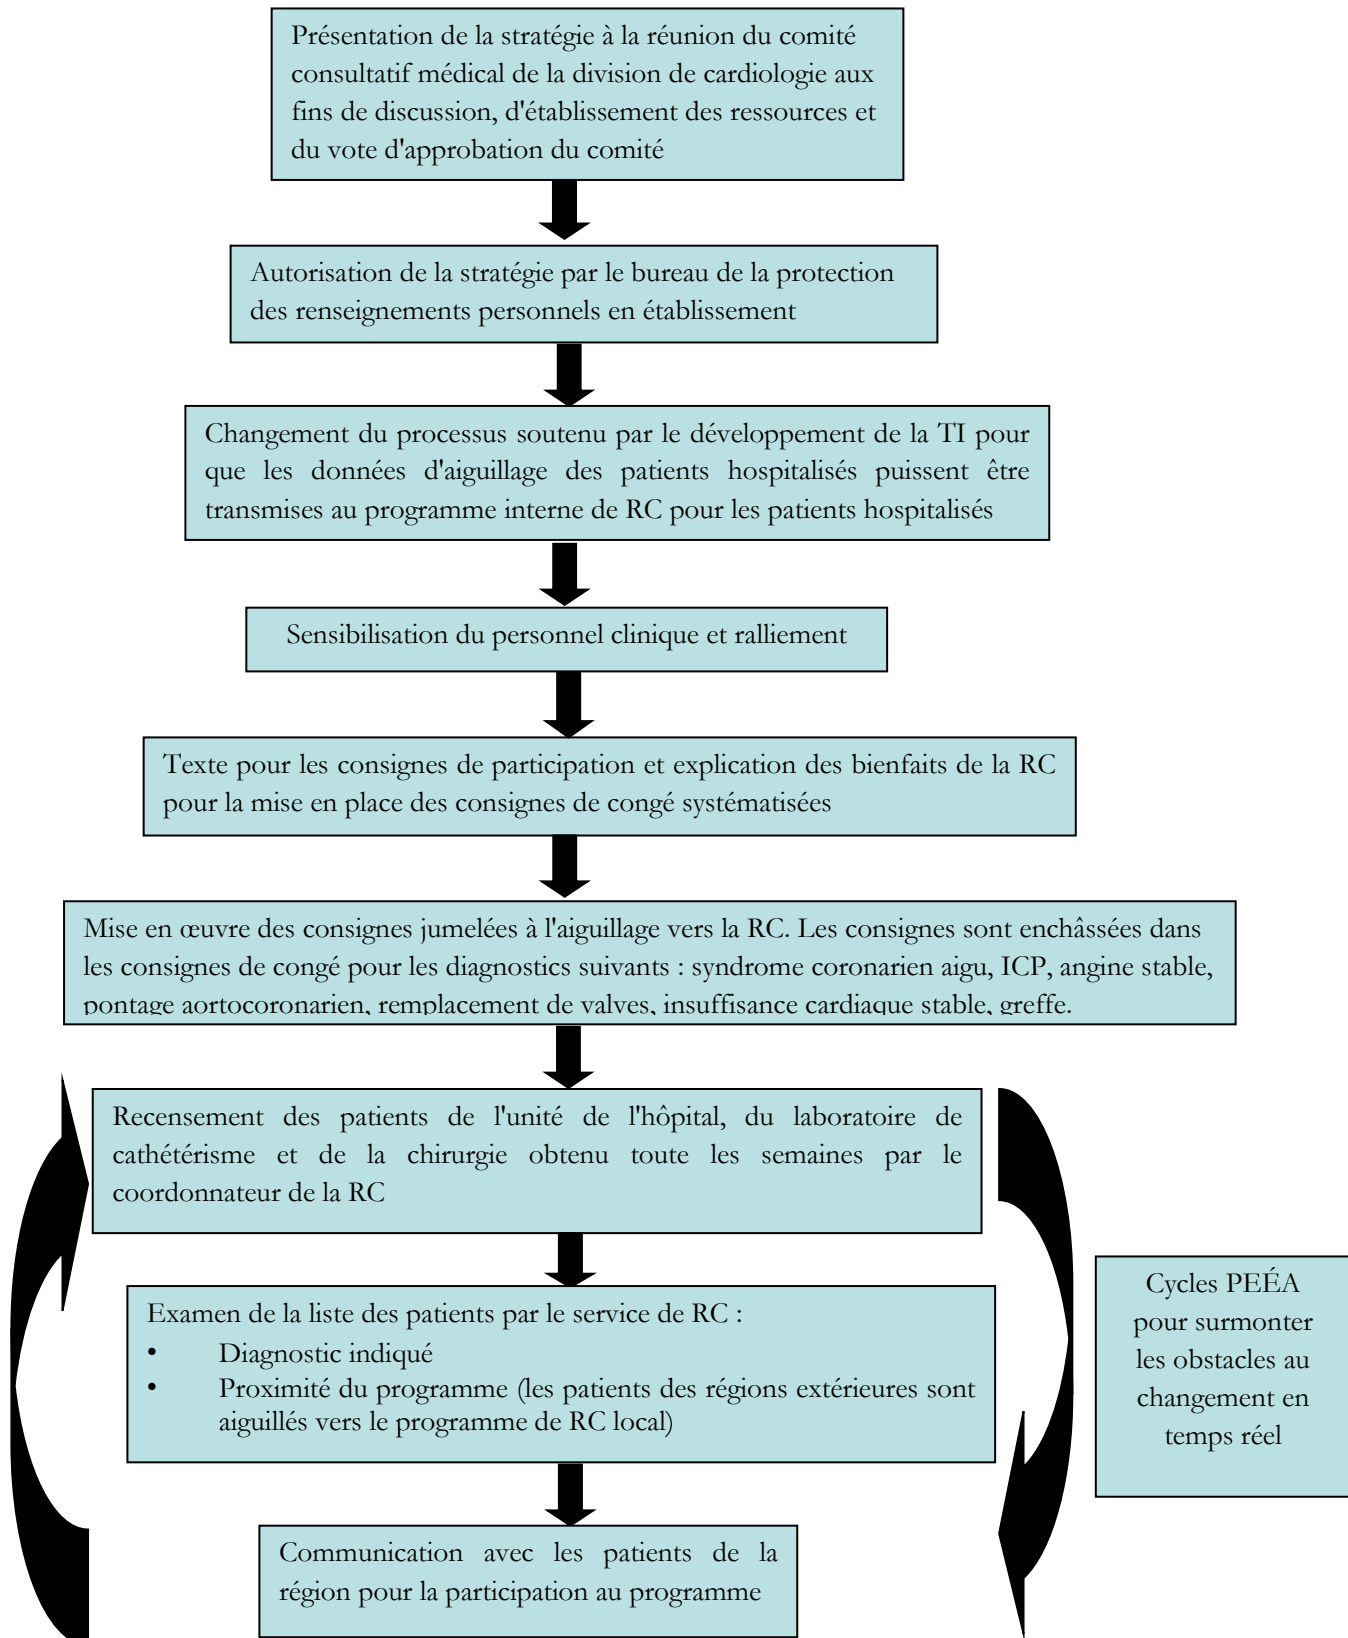 Présentation de la stratégie à la réunion du comité
consultatif médical de la division de cardiologie aux
fins de discussion, d'établissement des ressources et
du vote d'approbation du comité
Autorisation de la stratégie par le bureau de la protection
des renseignements personnels en établissement
Changement du processus soutenu par le développement de la TI pour
que les données d'aiguillage des patients hospitalisés puissent être
transmises au programme interne de RC pour les patients hospitalisés
Sensibilisation du personnel clinique et ralliement
Texte pour les consignes de participation et explication des bienfaits de la RC
pour la mise en place des consignes de congé systématisées
Mise en œuvre des consignes jumelées à l'aiguillage vers la RC. Les consignes sont enchâssées dans
les consignes de congé pour les diagnostics suivants : syndrome coronarien aigu, ICP, angine stable,
pontage aortocoronarien, remplacement de valves, insuffisance cardiaque stable, greffe.
Recensement des patients de l'unité de l'hôpital, du laboratoire de
cathétérisme et de la chirurgie obtenu toute les semaines par le
coordonnateur de la RC
Examen de la liste des patients par le service de RC :
• Diagnostic indiqué
• Proximité du programme (les patients des régions extérieures sont
aiguillés vers le programme de RC local)
Cycles PEÉA
pour surmonter
les obstacles au
changement en
temps réel
Communication avec les patients de la
région pour la participation au programme